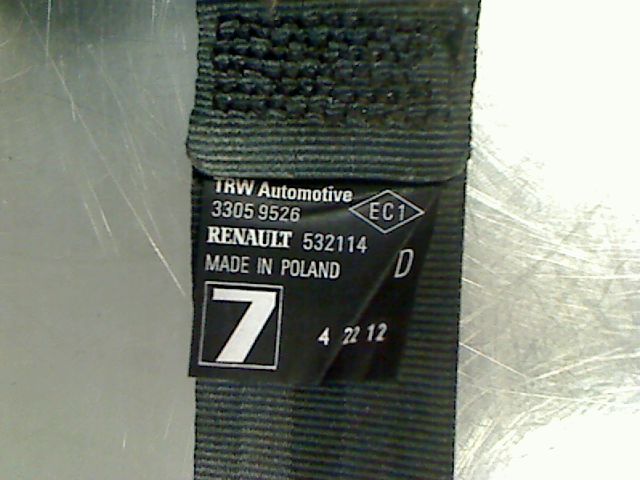 TRW Automotive
3305 9526 EC1
RENAULT 532114
MADE IN POLAND D
7 4 22 12